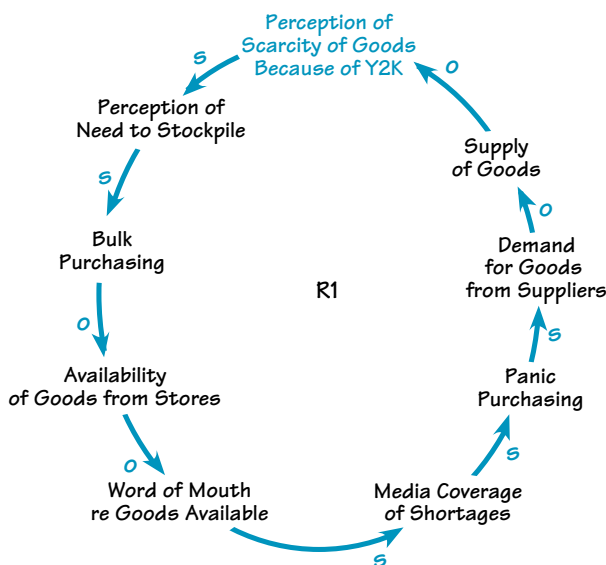 Perception of
Scarcity of Goods
Because of Y2K
S
Perception of
Need to Stockpile
S
Bulk
Purchasing
O
Availability
of Goods from Stores
O
Word of Mouth
re Goods Available
S
Media Coverage
of Shortages
S
Panic
Purchasing
S
Demand
for Goods
from Suppliers
O
Supply
of Goods
O
R1